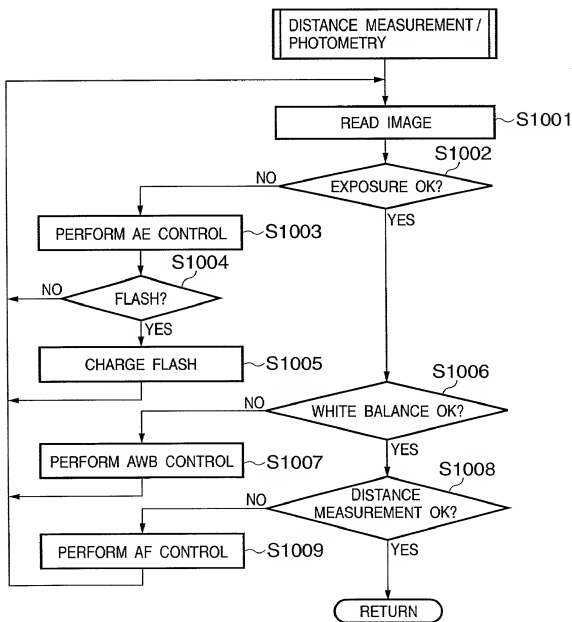 DISTANCE MEASUREMENT/
PHOTOMETRY
READ IMAGE
S1001
S1002
EXPOSURE OK?
NO
YES
PERFORM AE CONTROL
S1003
S1004
FLASH?
NO
YES
CHARGE FLASH
S1005
S1006
WHITE BALANCE OK?
NO
YES
PERFORM AWB CONTROL
S1007
S1008
DISTANCE
MEASUREMENT OK?
NO
YES
PERFORM AF CONTROL
S1009
RETURN